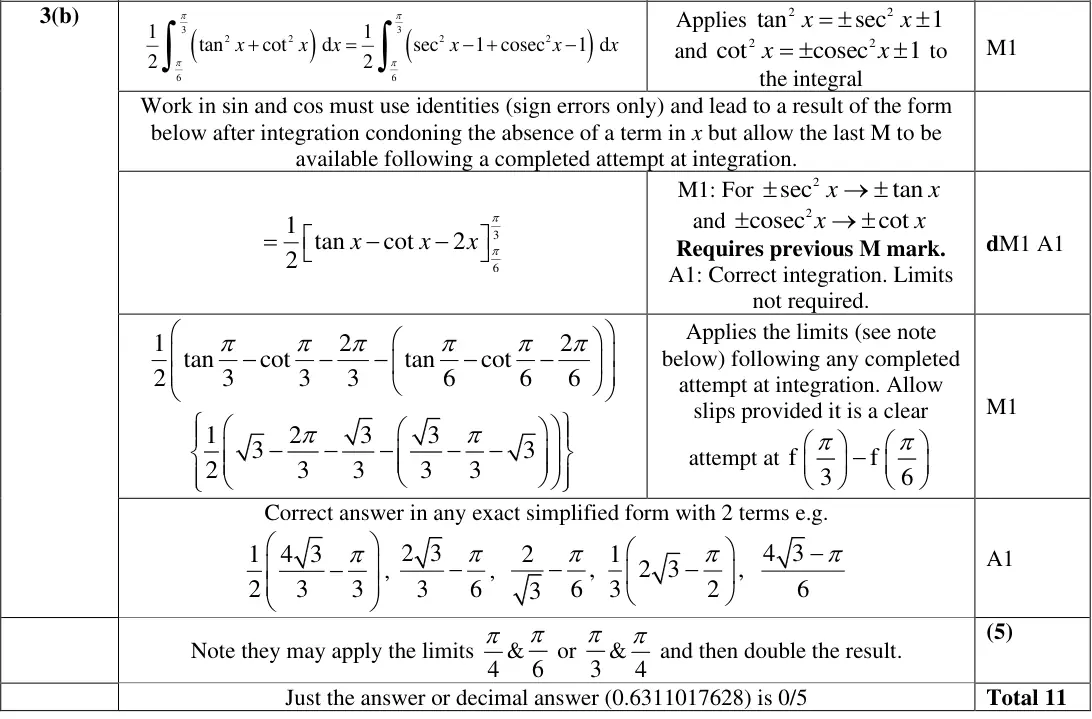 3(b)
1/2 ∫_{π/6}^{π/3} (tan² x + cot² x) dx = 1/2 ∫_{π/6}^{π/3} (sec² x − 1 + cosec² x − 1) dx
Applies tan² x = ± sec² x ± 1
and cot² x = ±cosec² x ± 1 to
the integral
M1
Work in sin and cos must use identities (sign errors only) and lead to a result of the form
below after integration condoning the absence of a term in x but allow the last M to be
available following a completed attempt at integration.
= 1/2 [tan x − cot x − 2x]_{π/6}^{π/3}
M1: For ± sec² x → ± tan x
and ±cosec² x → ± cot x
Requires previous M mark.
A1: Correct integration. Limits
not required.
dM1 A1
1/2 (tan π/3 − cot π/3 − 2π/3 − (tan π/6 − cot π/6 − 2π/6))
{1/2 (√3 − 2π/3 − √3/3 − (√3/3 − π/3 − √3))}
Applies the limits (see note
below) following any completed
attempt at integration. Allow
slips provided it is a clear
attempt at f(π/3) − f(π/6)
M1
Correct answer in any exact simplified form with 2 terms e.g.
1/2 (4√3/3 − π/3), 2√3/3 − π/6, 2/√3 − π/6, 1/3 (2√3 − π/2), (4√3 − π)/6
A1
Note they may apply the limits π/4 & π/6 or π/3 & π/4 and then double the result.
(5)
Just the answer or decimal answer (0.6311017628) is 0/5
Total 11